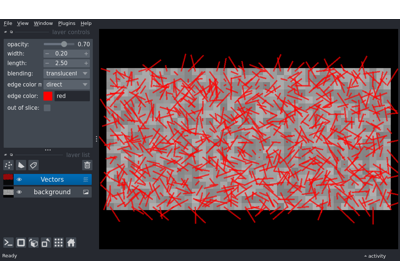 File View Window Plugins Help
layer controls
opacity: 0.70
width: 0.20
length: 2.50
blending: translucent
edge color m direct
edge color: red
out of slice:
layer list
Vectors
background
Ready
activity